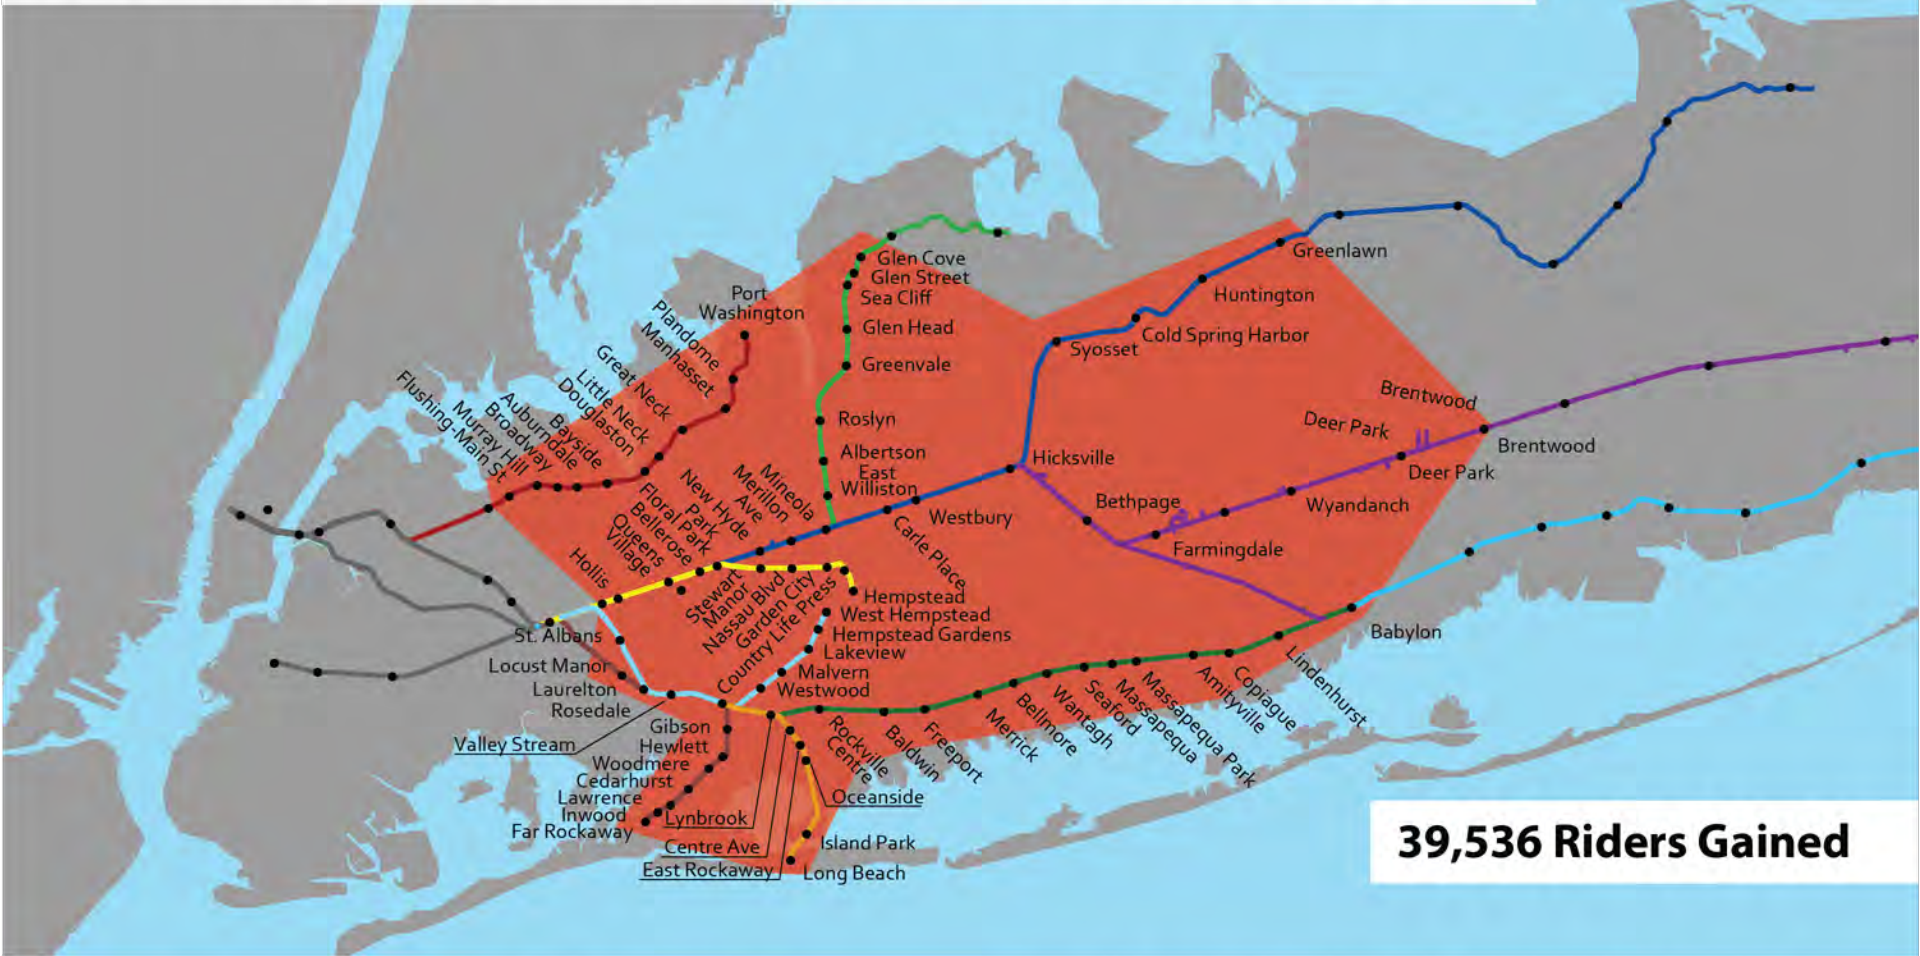 Port
Washington
Plandome
Manhasset
Great Neck
Little Neck
Douglaston
Bayside
Auburndale
Broadway
Murray Hill
Flushing-Main St
Glen Cove
Glen Street
Sea Cliff
Glen Head
Greenvale
Roslyn
Albertson
East
Williston
Mineola
Merillon
Ave
New Hyde
Park
Floral Park
Bellerose
Queens
Village
Hollis
Greenlawn
Huntington
Cold Spring Harbor
Syosset
Hicksville
Westbury
Carle Place
Brentwood
Deer Park
Brentwood
Deer Park
Wyandanch
Bethpage
Farmingdale
Stewart
Manor
Nassau Blvd
Garden City
Country Life Press
Hempstead
West Hempstead
Hempstead Gardens
Lakeview
Malvern
Westwood
St. Albans
Locust Manor
Laurelton
Rosedale
Valley Stream
Gibson
Hewlett
Woodmere
Cedarhurst
Lawrence
Inwood
Far Rockaway
Lynbrook
Centre Ave
East Rockaway
Oceanside
Island Park
Long Beach
Rockville
Centre
Baldwin
Freeport
Merrick
Bellmore
Wantagh
Seaford
Massapequa
Massapequa Park
Amityville
Copiague
Lindenhurst
Babylon
39,536 Riders Gained